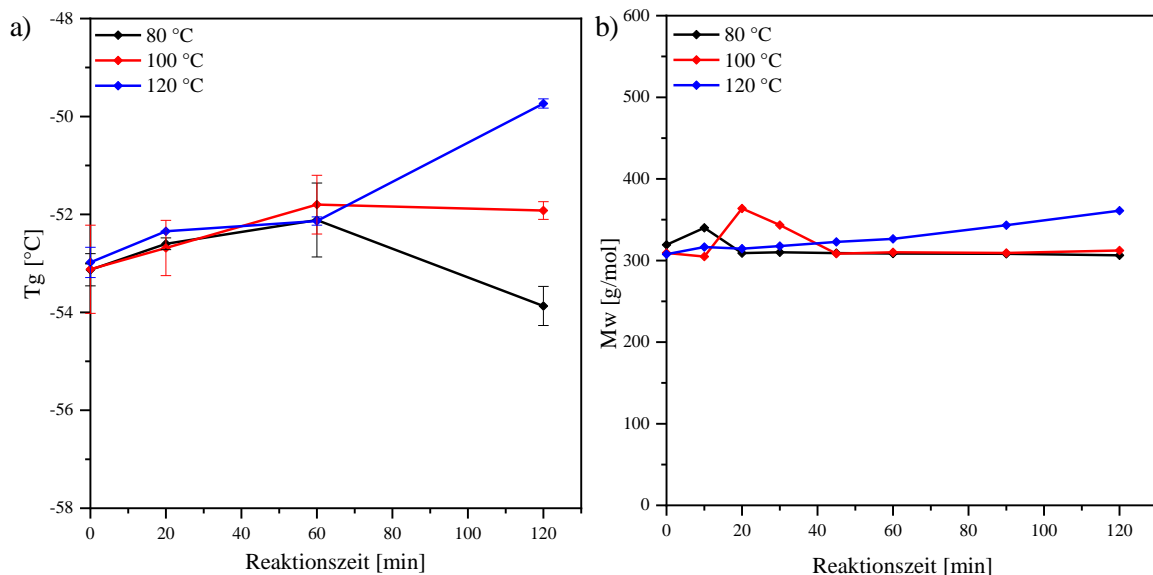 a)
80 °C
100 °C
120 °C
-48
-50
-52
-54
-56
-58
Tg [°C]
0 20 40 60 80 100 120
Reaktionszeit [min]
b)
80 °C
100 °C
120 °C
600
500
400
300
200
100
0
Mw [g/mol]
0 20 40 60 80 100 120
Reaktionszeit [min]